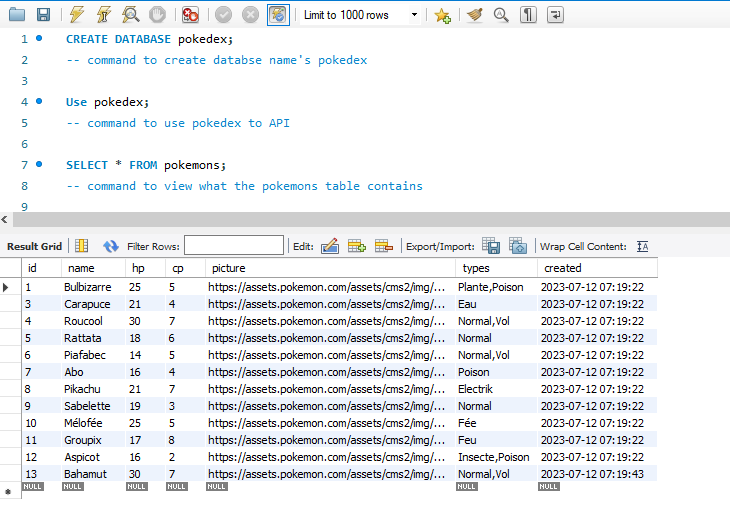 Limit to 1000 rows
1 CREATE DATABASE pokedex;
2 -- command to create databse name's pokedex
3
4 Use pokedex;
5 -- command to use pokedex to API
6
7 SELECT * FROM pokemons;
8 -- command to view what the pokemons table contains
9
Result Grid Filter Rows: Edit: Export/Import: Wrap Cell Content: IA
id name hp cp picture types created
1 Bulbizarre 25 5 https://assets.pokemon.com/assets/cms2/img/... Plante,Poison 2023-07-12 07:19:22
3 Carapuce 21 4 https://assets.pokemon.com/assets/cms2/img/... Eau 2023-07-12 07:19:22
4 Roucool 30 7 https://assets.pokemon.com/assets/cms2/img/... Normal,Vol 2023-07-12 07:19:22
5 Rattata 18 6 https://assets.pokemon.com/assets/cms2/img/... Normal 2023-07-12 07:19:22
6 Piafabec 14 5 https://assets.pokemon.com/assets/cms2/img/... Normal,Vol 2023-07-12 07:19:22
7 Abo 16 4 https://assets.pokemon.com/assets/cms2/img/... Poison 2023-07-12 07:19:22
8 Pikachu 21 7 https://assets.pokemon.com/assets/cms2/img/... Electrik 2023-07-12 07:19:22
9 Sabelette 19 3 https://assets.pokemon.com/assets/cms2/img/... Normal 2023-07-12 07:19:22
10 Mélofée 25 5 https://assets.pokemon.com/assets/cms2/img/... Fée 2023-07-12 07:19:22
11 Groupix 17 8 https://assets.pokemon.com/assets/cms2/img/... Feu 2023-07-12 07:19:22
12 Aspicot 16 2 https://assets.pokemon.com/assets/cms2/img/... Insecte,Poison 2023-07-12 07:19:22
13 Bahamut 30 7 https://assets.pokemon.com/assets/cms2/img/... Normal,Vol 2023-07-12 07:19:43
NULL NULL NULL NULL NULL NULL NULL